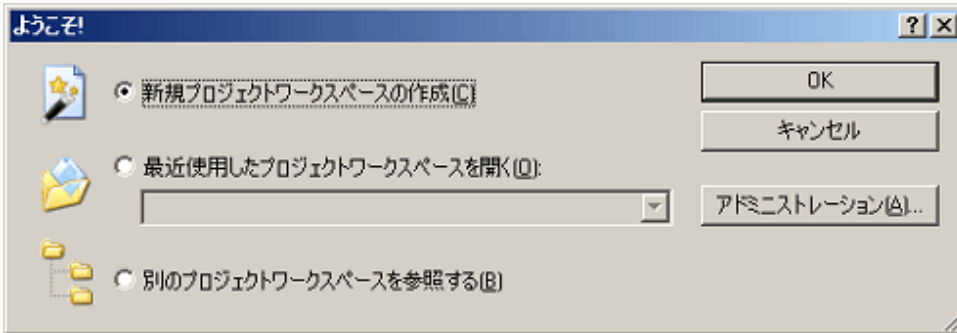 ようこそ!
新規プロジェクトワークスペースの作成(C)
OK
キャンセル
最近使用したプロジェクトワークスペースを開く(O):
アドミニストレーション(A)...
別のプロジェクトワークスペースを参照する(B)